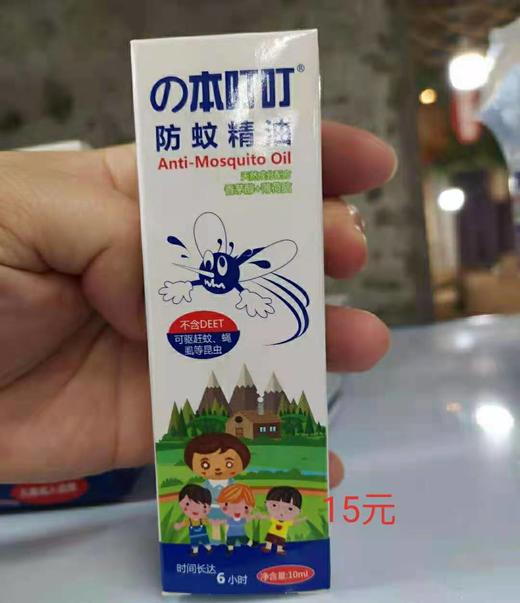 の本叮叮®
防蚊精油
Anti-Mosquito Oil
天然成份配方
香茅醇+薄荷醇
不含DEET
可驱赶蚊、蝇
虱等昆虫
15元
时间长达6小时
净含量:10ml